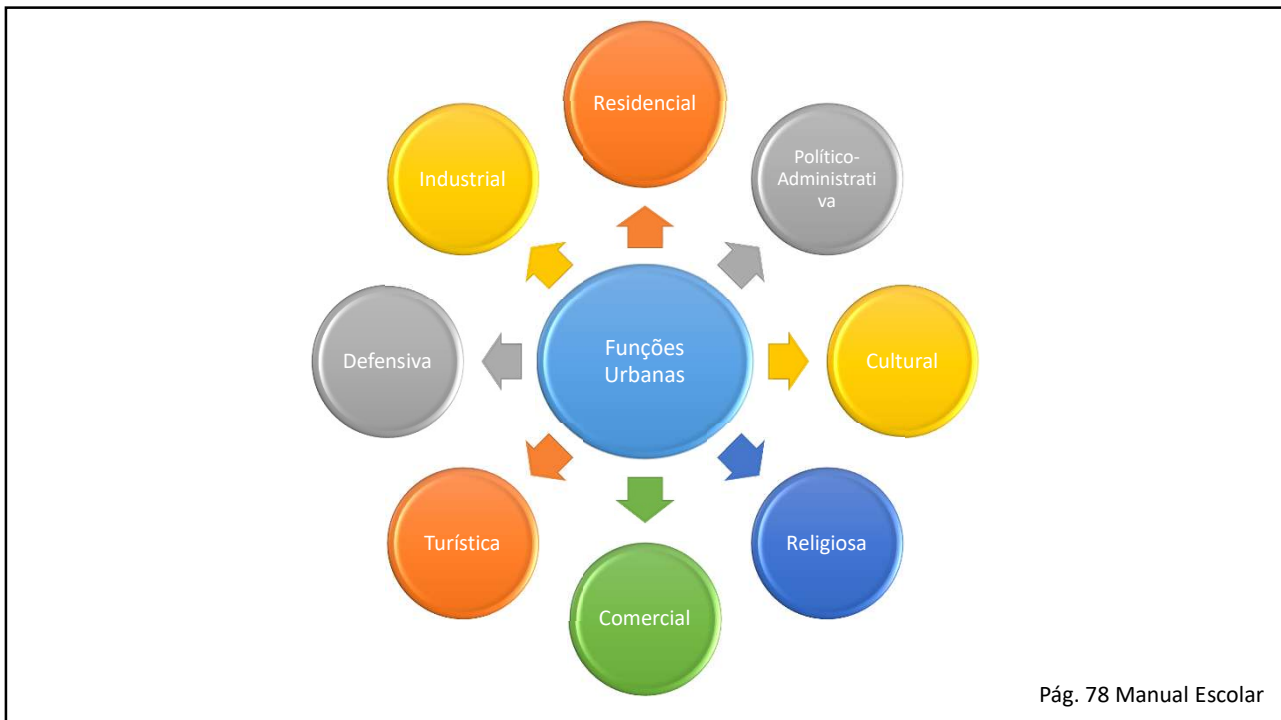 Residencial
Político-
Administrati
va
Cultural
Religiosa
Comercial
Turística
Defensiva
Industrial
Funções
Urbanas
Pág. 78 Manual Escolar